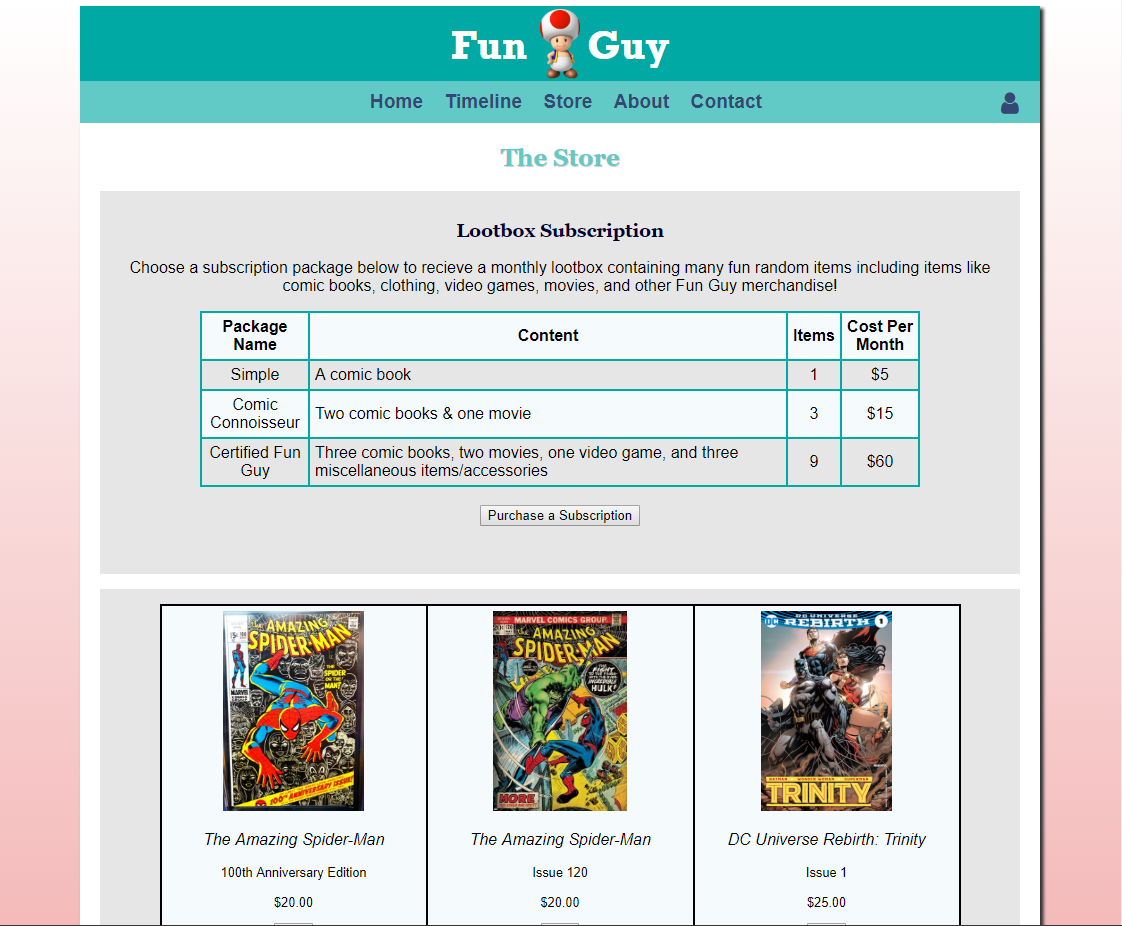 Fun Guy
Home Timeline Store About Contact
The Store
Lootbox Subscription
Choose a subscription package below to recieve a monthly lootbox containing many fun random items including items like
comic books, clothing, video games, movies, and other Fun Guy merchandise!
Package Name Content Items Cost Per Month
Simple A comic book 1 $5
Comic Connoisseur Two comic books & one movie 3 $15
Certified Fun Guy Three comic books, two movies, one video game, and three miscellaneous items/accessories 9 $60
Purchase a Subscription
the AMAZING
SPIDER-MAN
THE
SPIDER
OR THE
MAN?
MARVEL
100th ANNIVERSARY ISSUE!
MARVEL COMICS GROUP
the AMAZING
SPIDER-MAN
THE
FIGHT
INCREDIBLE
HULK!
MORE
DC UNIVERSE
DC REBIRTH 1
BATMAN WONDER WOMAN SUPERMAN
TRINITY
The Amazing Spider-Man
100th Anniversary Edition
$20.00
The Amazing Spider-Man
Issue 120
$20.00
DC Universe Rebirth: Trinity
Issue 1
$25.00